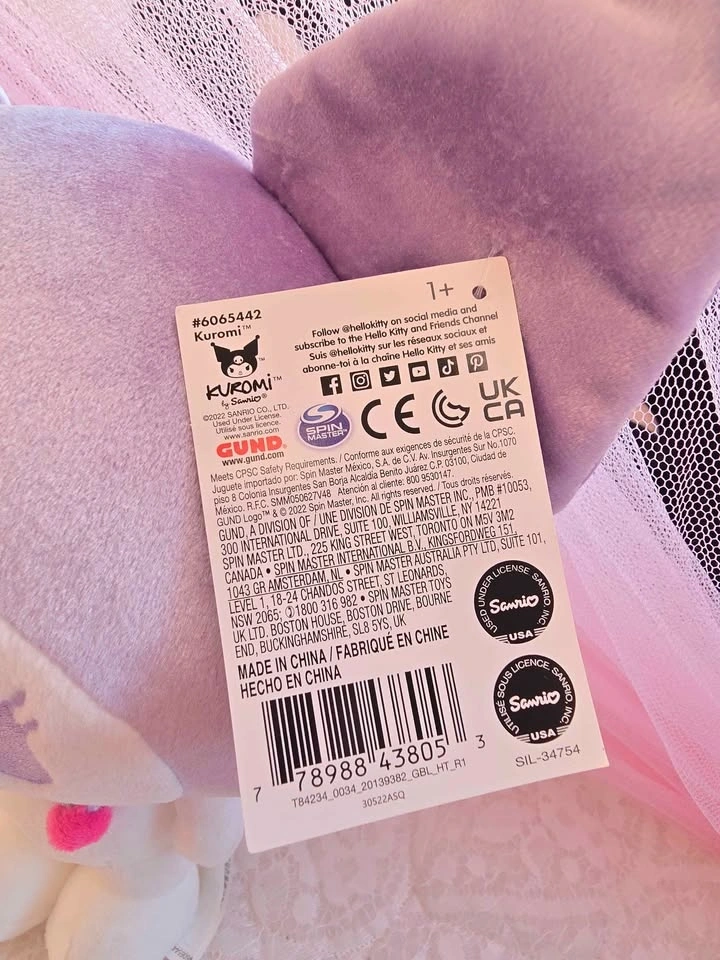 1+
#6065442
Kuromi™
KUROMI™
by Sanrio®
©2022 SANRIO CO., LTD.
Used Under License.
Utilisé sous licence.
www.sanrio.com
GUND®
www.gund.com
Follow @hellokitty on social media and
subscribe to the Hello Kitty and Friends Channel
Suis @hellokitty sur les réseaux sociaux et
abonne-toi à la chaîne Hello Kitty et ses amis
SPIN
MASTER™
CE
UK
CA
Meets CPSC Safety Requirements. / Conforme aux exigences de sécurité de la CPSC.
Juguete importado por: Spin Master México, S.A. de C.V. Av. Insurgentes Sur No.1070
piso 8 Colonia Insurgentes San Borja Alcaldia Benito Juárez C.P. 03100, Ciudad de
México. R.F.C. SMM050627V48 Atención al cliente: 800 9530147.
GUND Logo™ & © 2022 Spin Master, Inc. All rights reserved. / Tous droits réservés.
GUND, A DIVISION OF / UNE DIVISION DE SPIN MASTER INC., PMB #10053,
300 INTERNATIONAL DRIVE, SUITE 100, WILLIAMSVILLE, NY 14221
SPIN MASTER LTD., 225 KING STREET WEST, TORONTO ON M5V 3M2
CANADA • SPIN MASTER INTERNATIONAL B.V., KINGSFORDWEG 151,
1043 GR AMSTERDAM, NL • SPIN MASTER AUSTRALIA PTY LTD, SUITE 101,
LEVEL 1, 18-24 CHANDOS STREET, ST LEONARDS,
NSW 2065; 1800 316 982 • SPIN MASTER TOYS
UK LTD. BOSTON HOUSE, BOSTON DRIVE, BOURNE
END, BUCKINGHAMSHIRE, SL8 5YS, UK
MADE IN CHINA / FABRIQUÉ EN CHINE
HECHO EN CHINA
USED UNDER LICENSE SANRIO, INC.
Sanrio
USA
UTILISÉ SOUS LICENCE, SANRIO, INC.
Sanrio
USA
7 78988 43805 3
SIL-34754
T84234_0034_20139382_GBL_HT_R1
30522ASQ